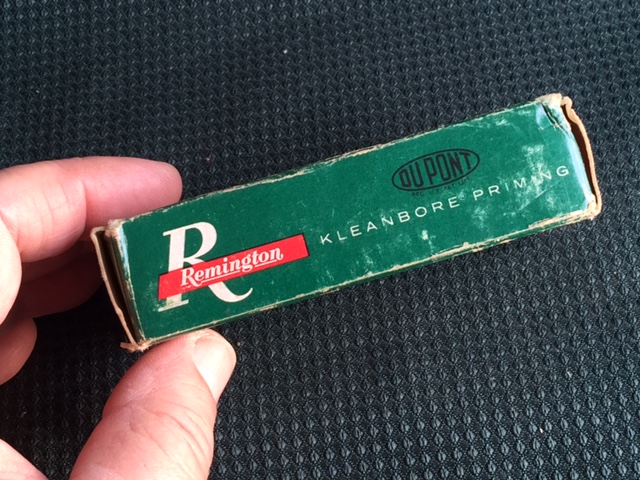 R
Remington
DU PONT
KLEANBORE PRIMING